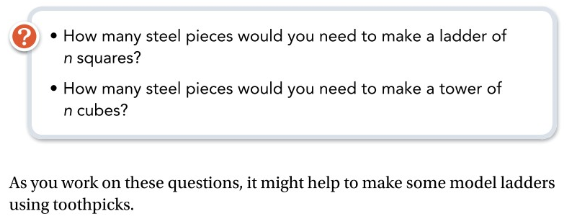 ?
• How many steel pieces would you need to make a ladder of
n squares?
• How many steel pieces would you need to make a tower of
n cubes?
As you work on these questions, it might help to make some model ladders
using toothpicks.